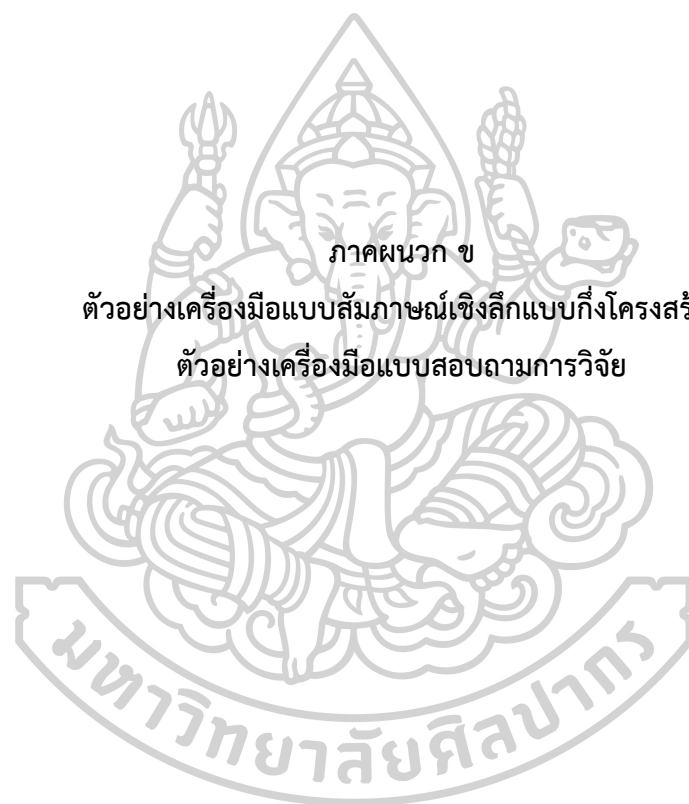 ภาคผนวก ข
ตัวอย่างเครื่องมือแบบสัมภาษณ์เชิงลึกแบบกึ่งโครงสร้
ตัวอย่างเครื่องมือแบบสอบถามการวิจัย
มหาวิทยาลัยศิลปากร